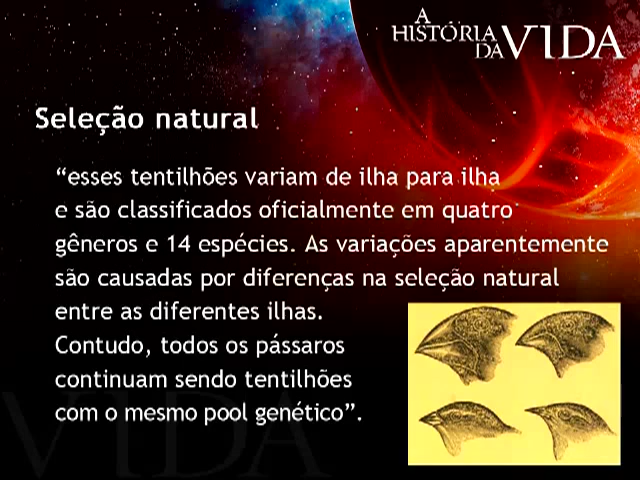 A
HISTÓRIA
DA VIDA
Seleção natural
“esses tentilhões variam de ilha para ilha
e são classificados oficialmente em quatro
gêneros e 14 espécies. As variações aparentemente
são causadas por diferenças na seleção natural
entre as diferentes ilhas.
Contudo, todos os pássaros
continuam sendo tentilhões
com o mesmo pool genético”.
VIDA